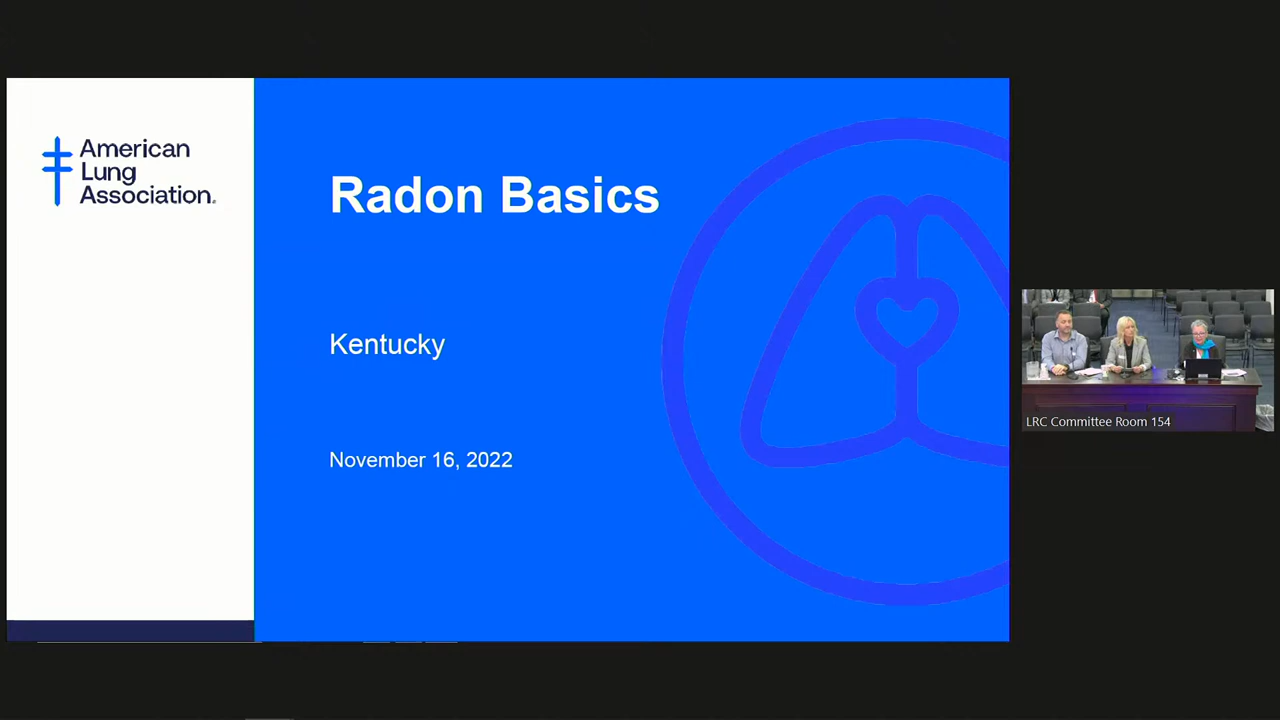 American
Lung
Association.
Radon Basics
Kentucky
November 16, 2022
LRC Committee Room 154